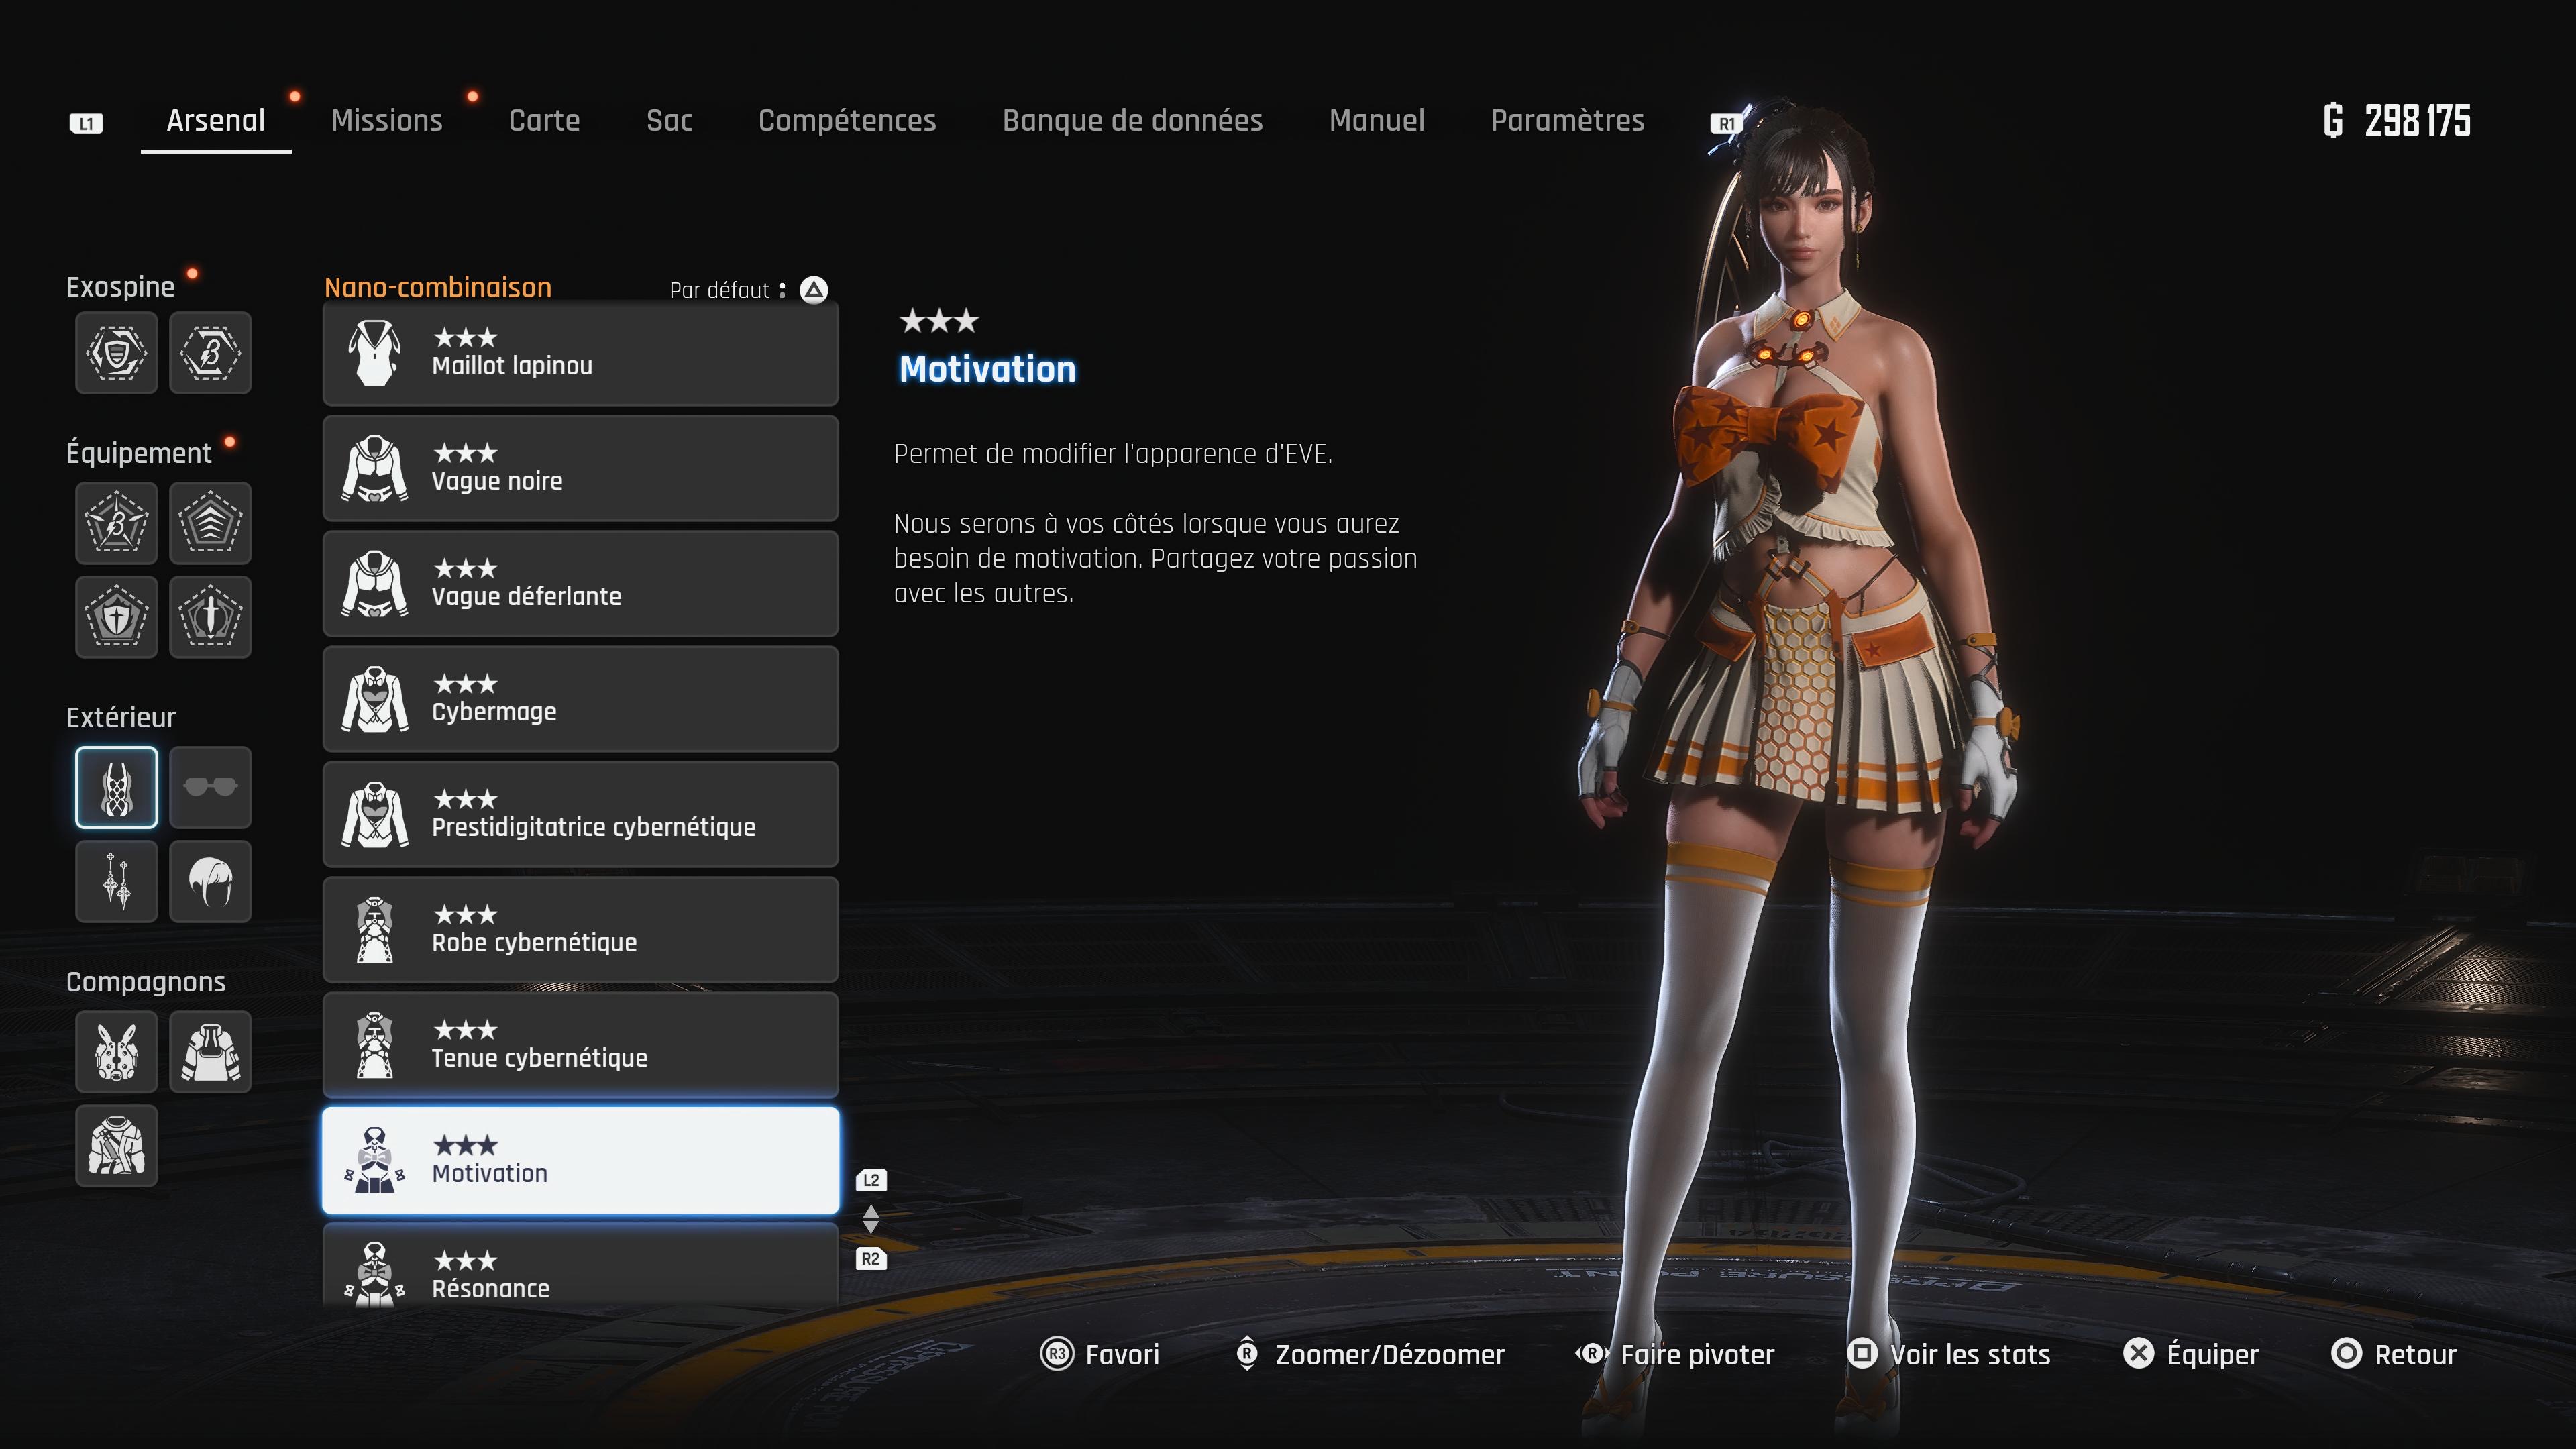 L1 Arsenal Missions Carte Sac Compétences Banque de données Manuel Paramètres R1
G 298 175
Exospine
Équipement
Extérieur
Compagnons
Nano-combinaison Par défaut :
Maillot lapinou
Vague noire
Vague déferlante
Cybermage
Prestidigitatrice cybernétique
Robe cybernétique
Tenue cybernétique
Motivation
Résonance
L2
R2
Motivation
Permet de modifier l'apparence d'EVE.
Nous serons à vos côtés lorsque vous aurez
besoin de motivation. Partagez votre passion
avec les autres.
R3 Favori R Zoomer/Dézoomer R Faire pivoter Voir les stats Équiper Retour